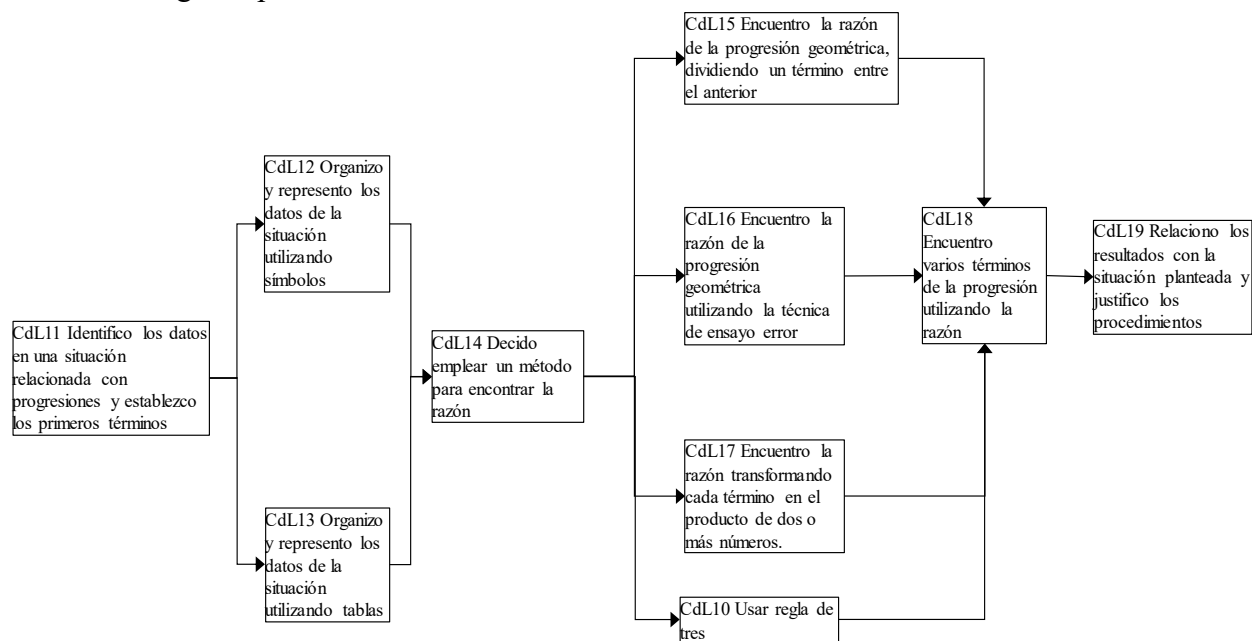 CdL11 Identifico los datos
en una situación
relacionada con
progresiones y establezco
los primeros términos
CdL12 Organizo
y represento los
datos de la
situación
utilizando
símbolos
CdL13 Organizo
y represento los
datos de la
situación
utilizando tablas
CdL14 Decido
emplear un método
para encontrar la
razón
CdL15 Encuentro la razón
de la progresión geométrica,
dividiendo un término entre
el anterior
CdL16 Encuentro la
razón de la
progresión
geométrica
utilizando la técnica
de ensayo error
CdL17 Encuentro la
razón transformando
cada término en el
producto de dos o
más números.
CdL10 Usar regla de
tres
CdL18
Encuentro
varios términos
de la progresión
utilizando la
razón
CdL19 Relaciono los
resultados con la
situación planteada y
justifico los
procedimientos